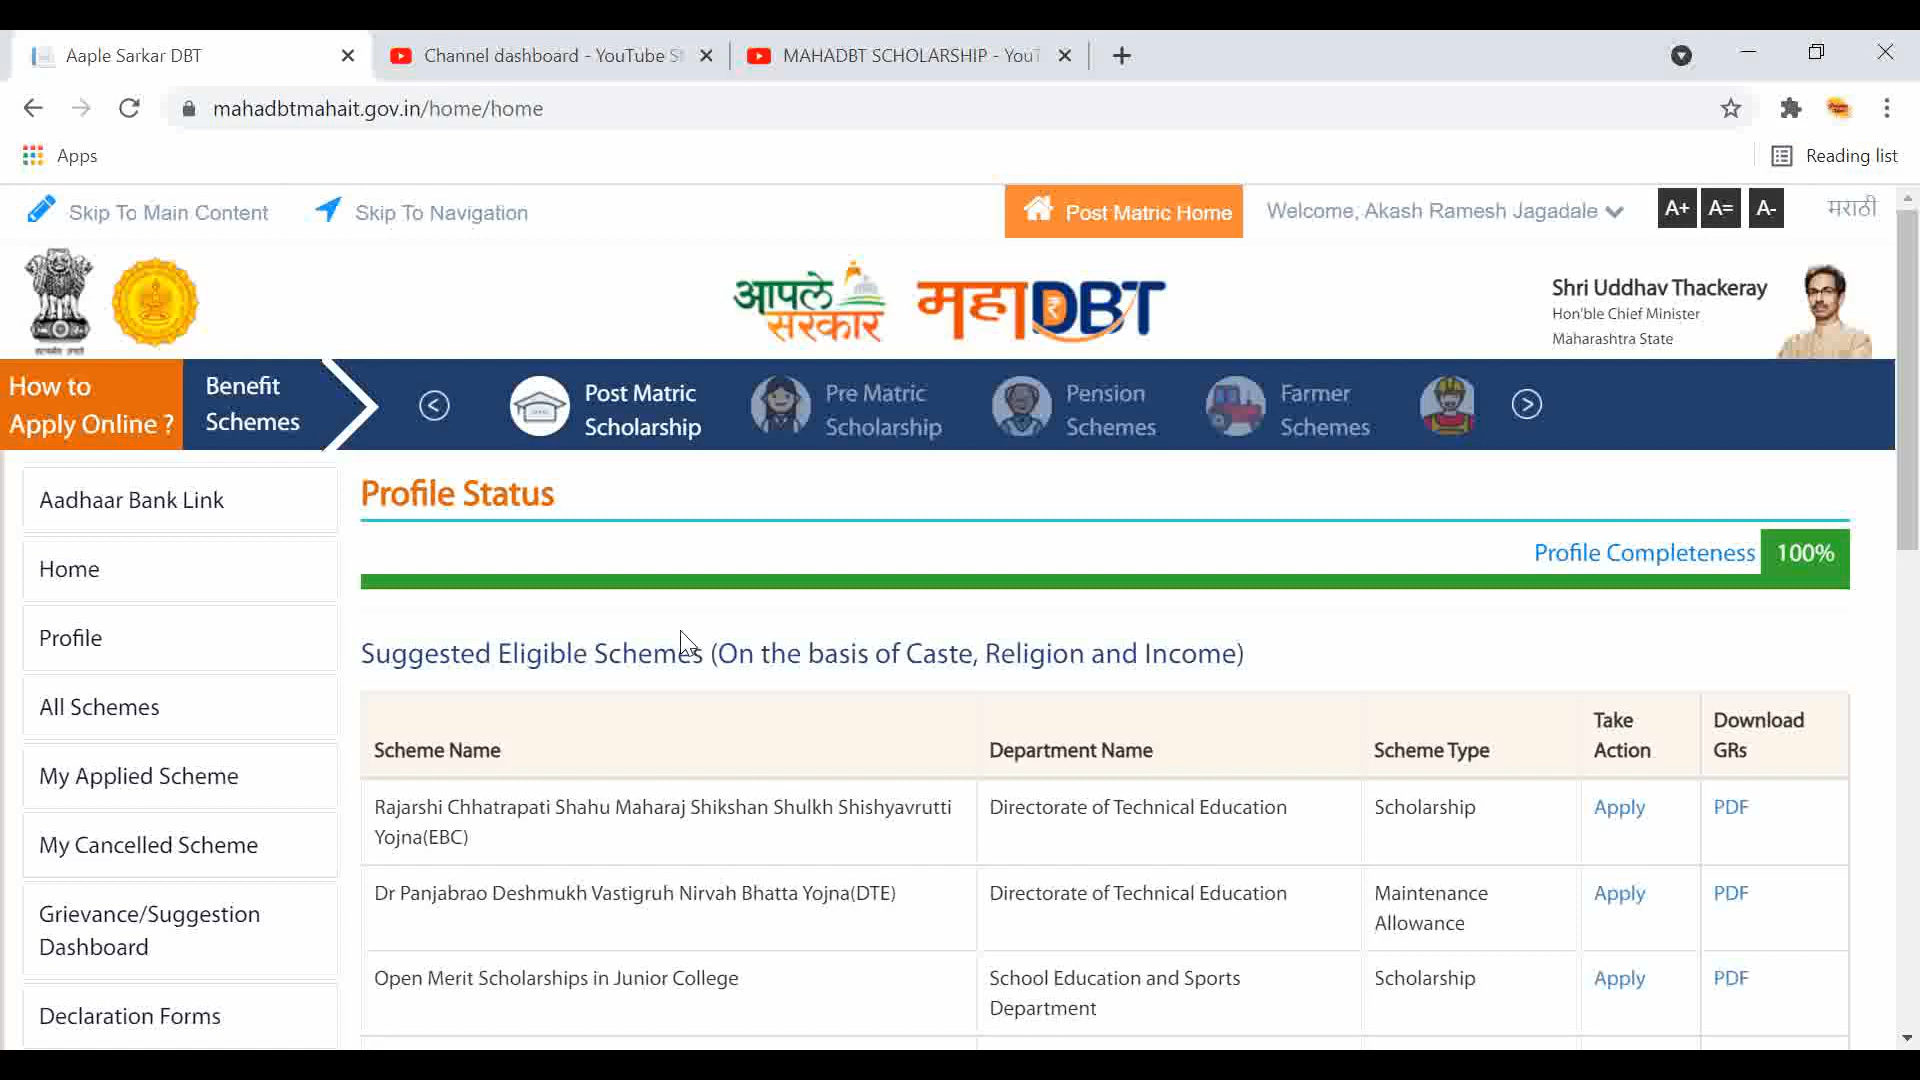 Aaple Sarkar DBT
Channel dashboard - YouTube S
MAHADBT SCHOLARSHIP - YouT
mahadbtmahait.gov.in/home/home
Apps
Reading list
Skip To Main Content
Skip To Navigation
Post Matric Home
Welcome, Akash Ramesh Jagadale
A+
A=
A-
मराठी
आपले
सरकार
महाDBT
Shri Uddhav Thackeray
Hon'ble Chief Minister
Maharashtra State
How to
Apply Online ?
Benefit
Schemes
Post Matric
Scholarship
Pre Matric
Scholarship
Pension
Schemes
Farmer
Schemes
Aadhaar Bank Link
Home
Profile
All Schemes
My Applied Scheme
My Cancelled Scheme
Grievance/Suggestion
Dashboard
Declaration Forms
Profile Status
Profile Completeness 100%
Suggested Eligible Schemes (On the basis of Caste, Religion and Income)
Scheme Name
Department Name
Scheme Type
Take
Action
Download
GRs
Rajarshi Chhatrapati Shahu Maharaj Shikshan Shulkh Shishyavrutti
Yojna(EBC)
Directorate of Technical Education
Scholarship
Apply
PDF
Dr Panjabrao Deshmukh Vastigruh Nirvah Bhatta Yojna(DTE)
Directorate of Technical Education
Maintenance
Allowance
Apply
PDF
Open Merit Scholarships in Junior College
School Education and Sports
Department
Scholarship
Apply
PDF